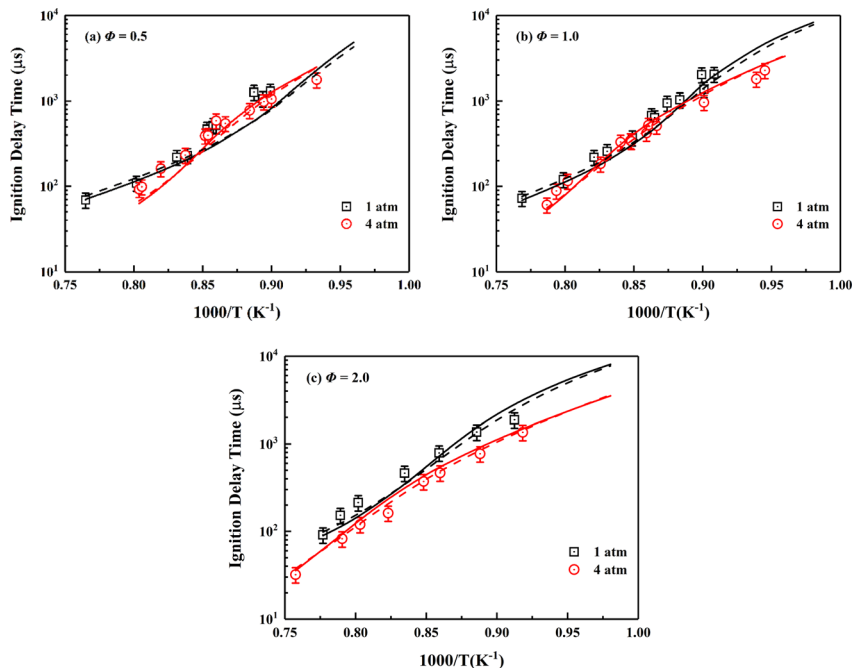 (a) Φ = 0.5
Ignition Delay Time (μs)
10⁴
10³
10²
10¹
1 atm
4 atm
0.75 0.80 0.85 0.90 0.95 1.00
1000/T (K⁻¹)
(b) Φ = 1.0
Ignition Delay Time (μs)
10⁴
10³
10²
10¹
1 atm
4 atm
0.75 0.80 0.85 0.90 0.95 1.00
1000/T(K⁻¹)
(c) Φ = 2.0
Ignition Delay Time (μs)
10⁴
10³
10²
10¹
1 atm
4 atm
0.75 0.80 0.85 0.90 0.95 1.00
1000/T(K⁻¹)